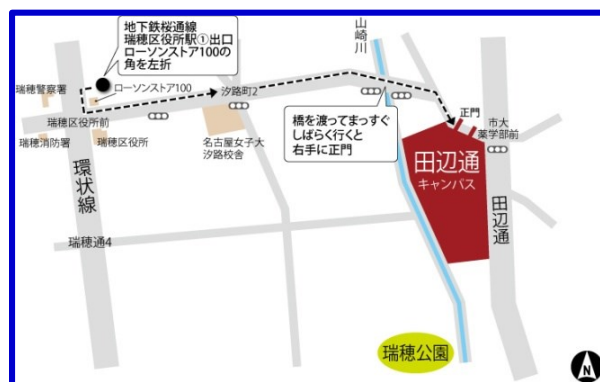 地下鉄桜通線
瑞穂区役所駅①出口
ローソンストア100の
角を左折
山崎川
瑞穂警察署
ローソンストア100
汐路町2
瑞穂区役所前
瑞穂消防署
瑞穂区役所
名古屋女子大
汐路校舎
橋を渡ってまっすぐ
しばらく行くと
右手に正門
正門
市大
薬学部前
田辺通
キャンパス
環状線
田辺通
瑞穂通4
瑞穂公園
N